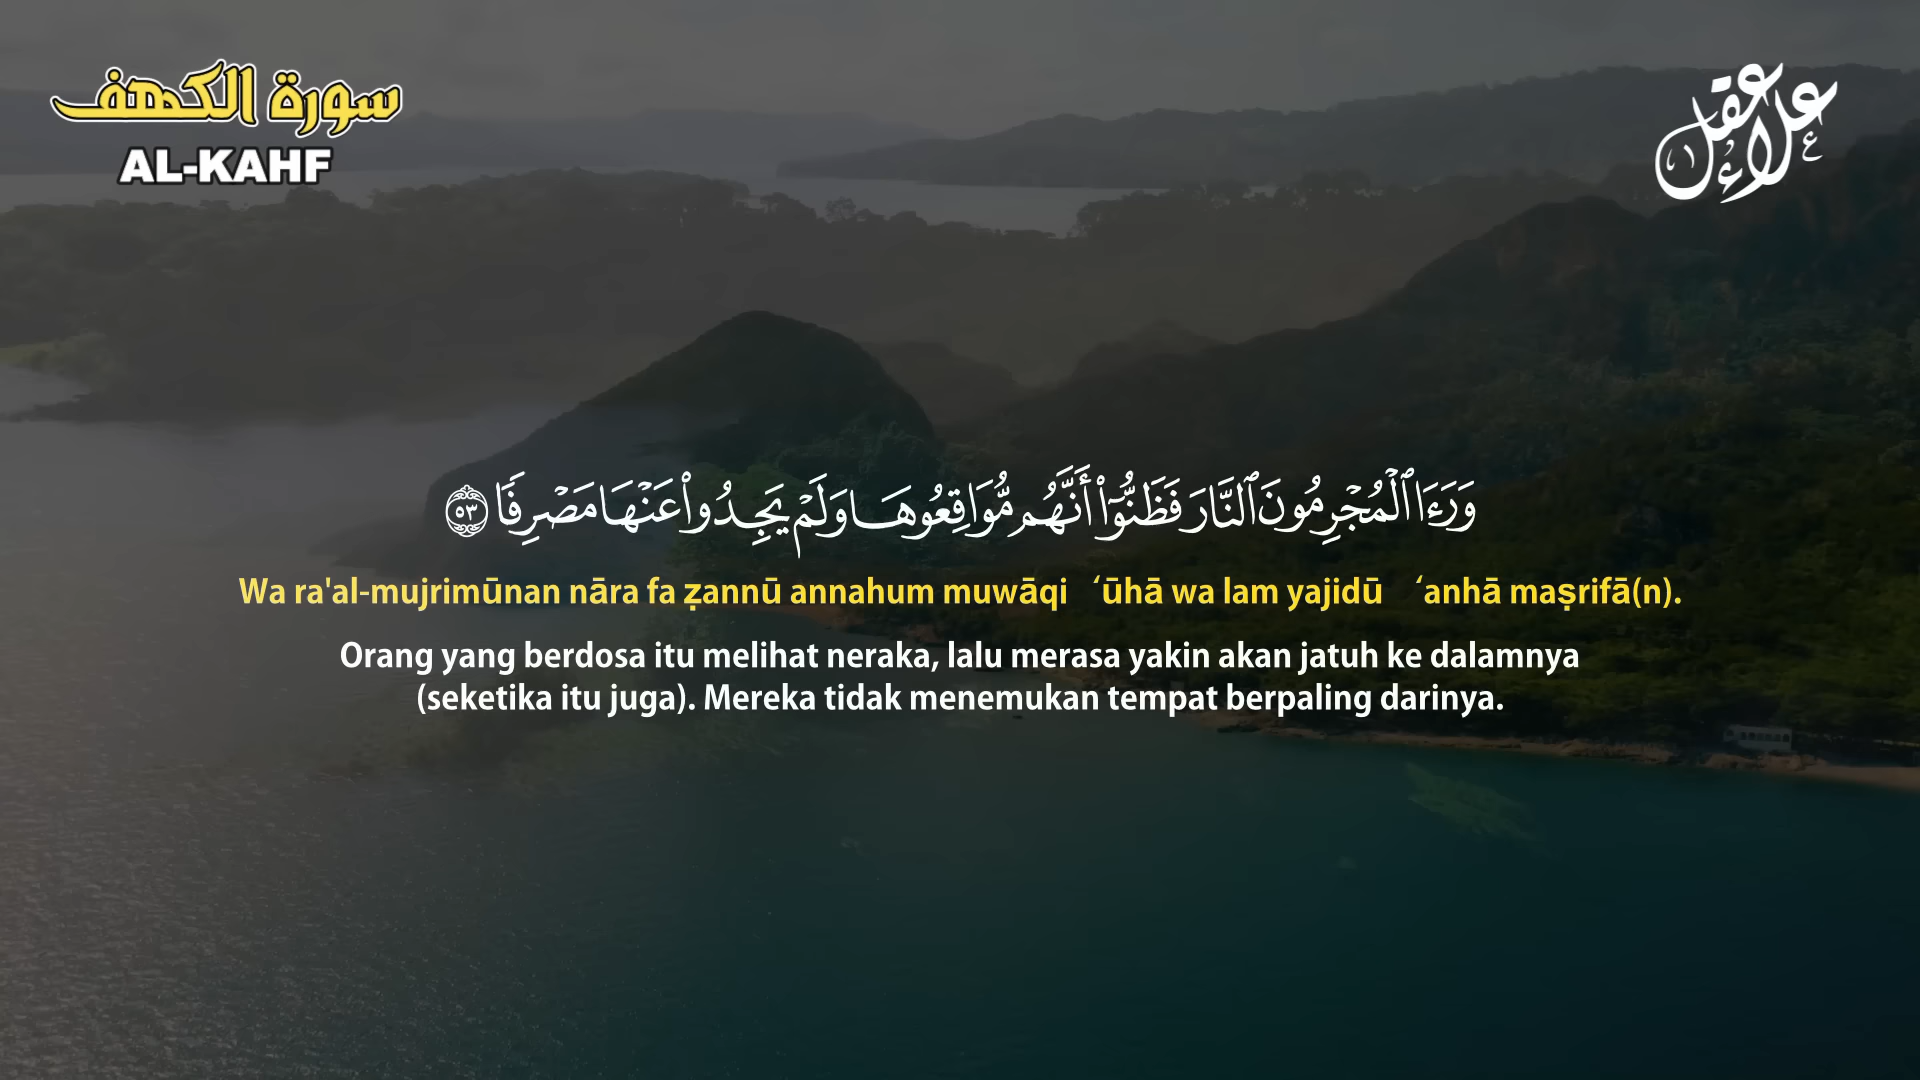 سورة الكهف
AL-KAHF
علاء عقل
وَرَءَا ٱلْمُجْرِمُونَ ٱلنَّارَ فَظَنُّوٓا۟ أَنَّهُم مُّوَاقِعُوهَا وَلَمْ يَجِدُوا۟ عَنْهَا مَصْرِفًا ٥٣
Wa ra'al-mujrimūnan nāra fa ẓannū annahum muwāqi ‘ūhā wa lam yajidū ‘anhā maṣrifā(n).
Orang yang berdosa itu melihat neraka, lalu merasa yakin akan jatuh ke dalamnya
(seketika itu juga). Mereka tidak menemukan tempat berpaling darinya.